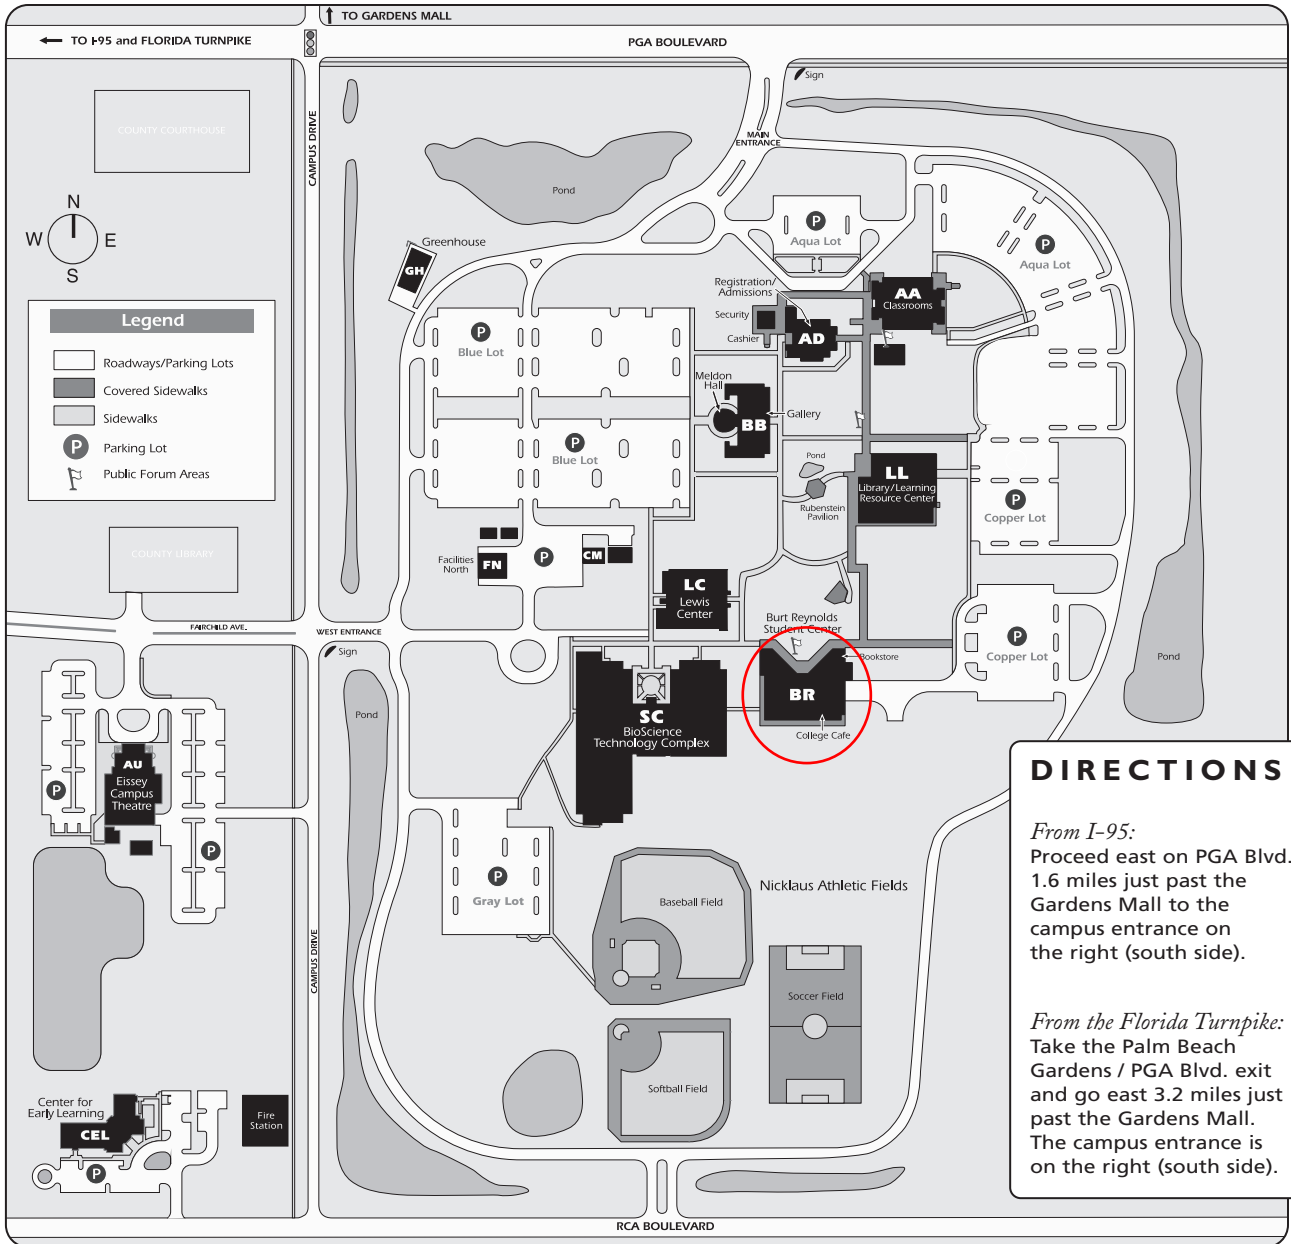 TO GARDENS MALL
TO I-95 and FLORIDA TURNPIKE
PGA BOULEVARD
Sign
COUNTY COURTHOUSE
CAMPUS DRIVE
MAIN
ENTRANCE
Pond
N
W E
S
P
Aqua Lot
P
Aqua Lot
Greenhouse
GH
Registration/
Admissions
AA
Classrooms
Security
Cashier
AD
Legend
Roadways/Parking Lots
Covered Sidewalks
Sidewalks
P Parking Lot
Public Forum Areas
P
Blue Lot
P
Blue Lot
Meldon
Hall
BB
Gallery
Pond
Rubenstein
Pavilion
LL
Library/Learning
Resource Center
P
Copper Lot
COUNTY LIBRARY
Facilities
North
FN
P
CM
LC
Lewis
Center
Burt Reynolds
Student Center
Bookstore
BR
College Cafe
P
Copper Lot
Pond
FAIRCHILD AVE.
WEST ENTRANCE
Sign
Pond
SC
BioScience
Technology Complex
AU
Eissey
Campus
Theatre
P
P
P
Gray Lot
CAMPUS DRIVE
Nicklaus Athletic Fields
Baseball Field
Soccer Field
Softball Field
Center for
Early Learning
CEL
P
Fire
Station
RCA BOULEVARD
DIRECTIONS
From I-95:
Proceed east on PGA Blvd.
1.6 miles just past the
Gardens Mall to the
campus entrance on
the right (south side).
From the Florida Turnpike:
Take the Palm Beach
Gardens / PGA Blvd. exit
and go east 3.2 miles just
past the Gardens Mall.
The campus entrance is
on the right (south side).